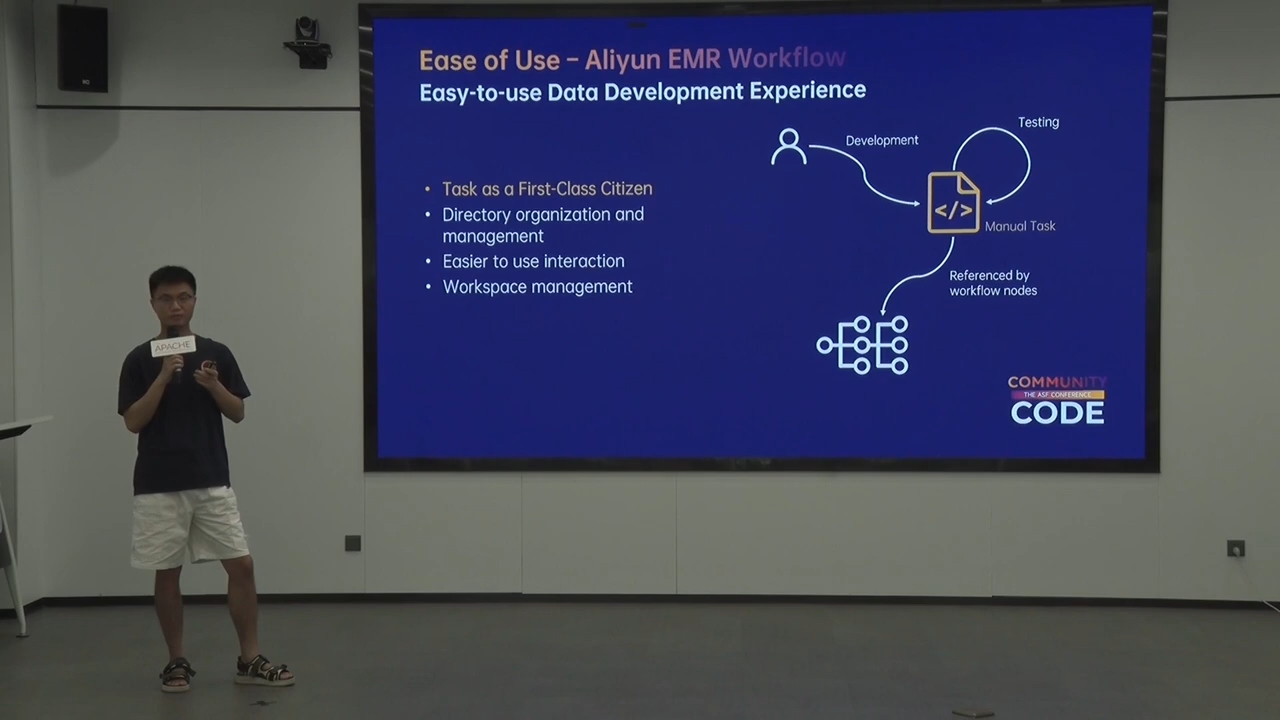 Ease of Use – Aliyun EMR Workflow
Easy-to-use Data Development Experience
• Task as a First-Class Citizen
• Directory organization and
management
• Easier to use interaction
• Workspace management
Development
Testing
</>
Manual Task
Referenced by
workflow nodes
COMMUNITY
THE ASF CONFERENCE
CODE
APACHE